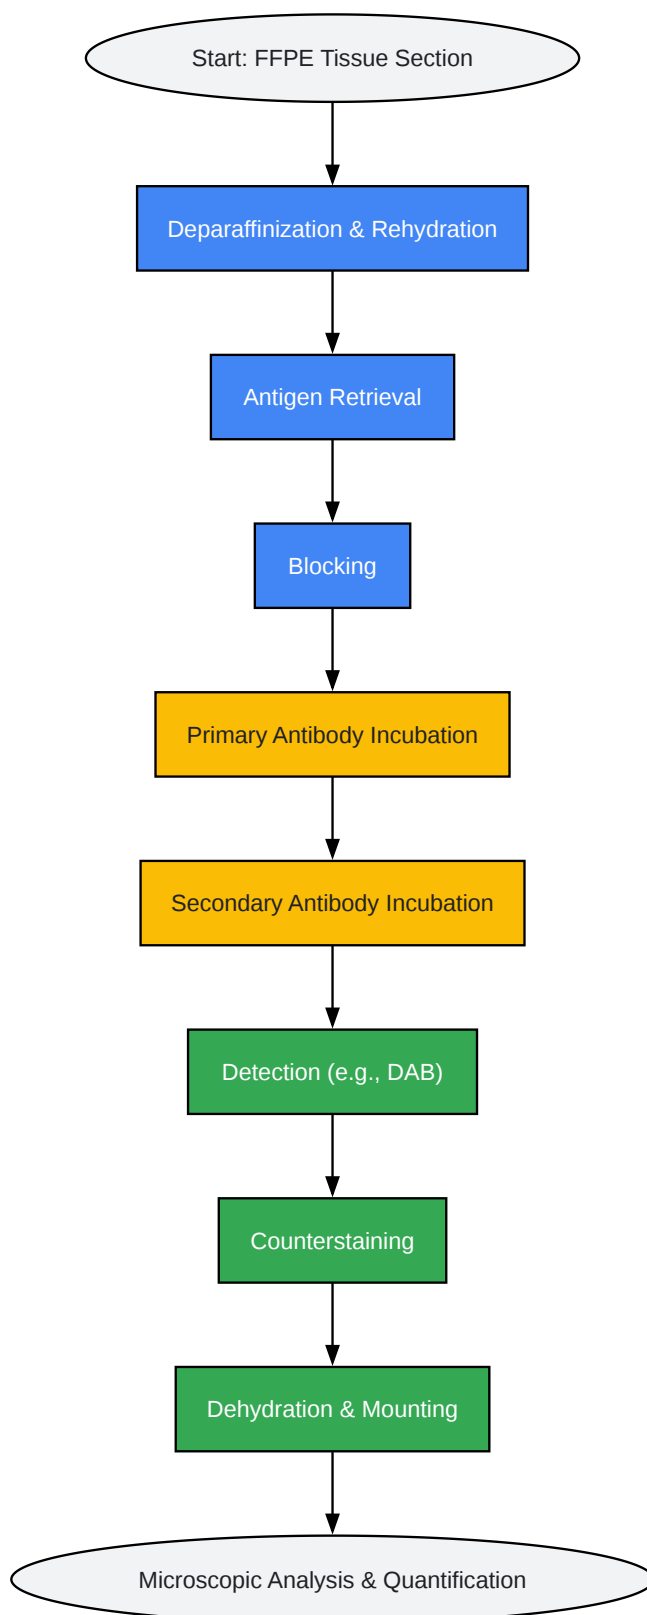 Start: FFPE Tissue Section
Deparaffinization & Rehydration
Antigen Retrieval
Blocking
Primary Antibody Incubation
Secondary Antibody Incubation
Detection (e.g., DAB)
Counterstaining
Dehydration & Mounting
Microscopic Analysis & Quantification